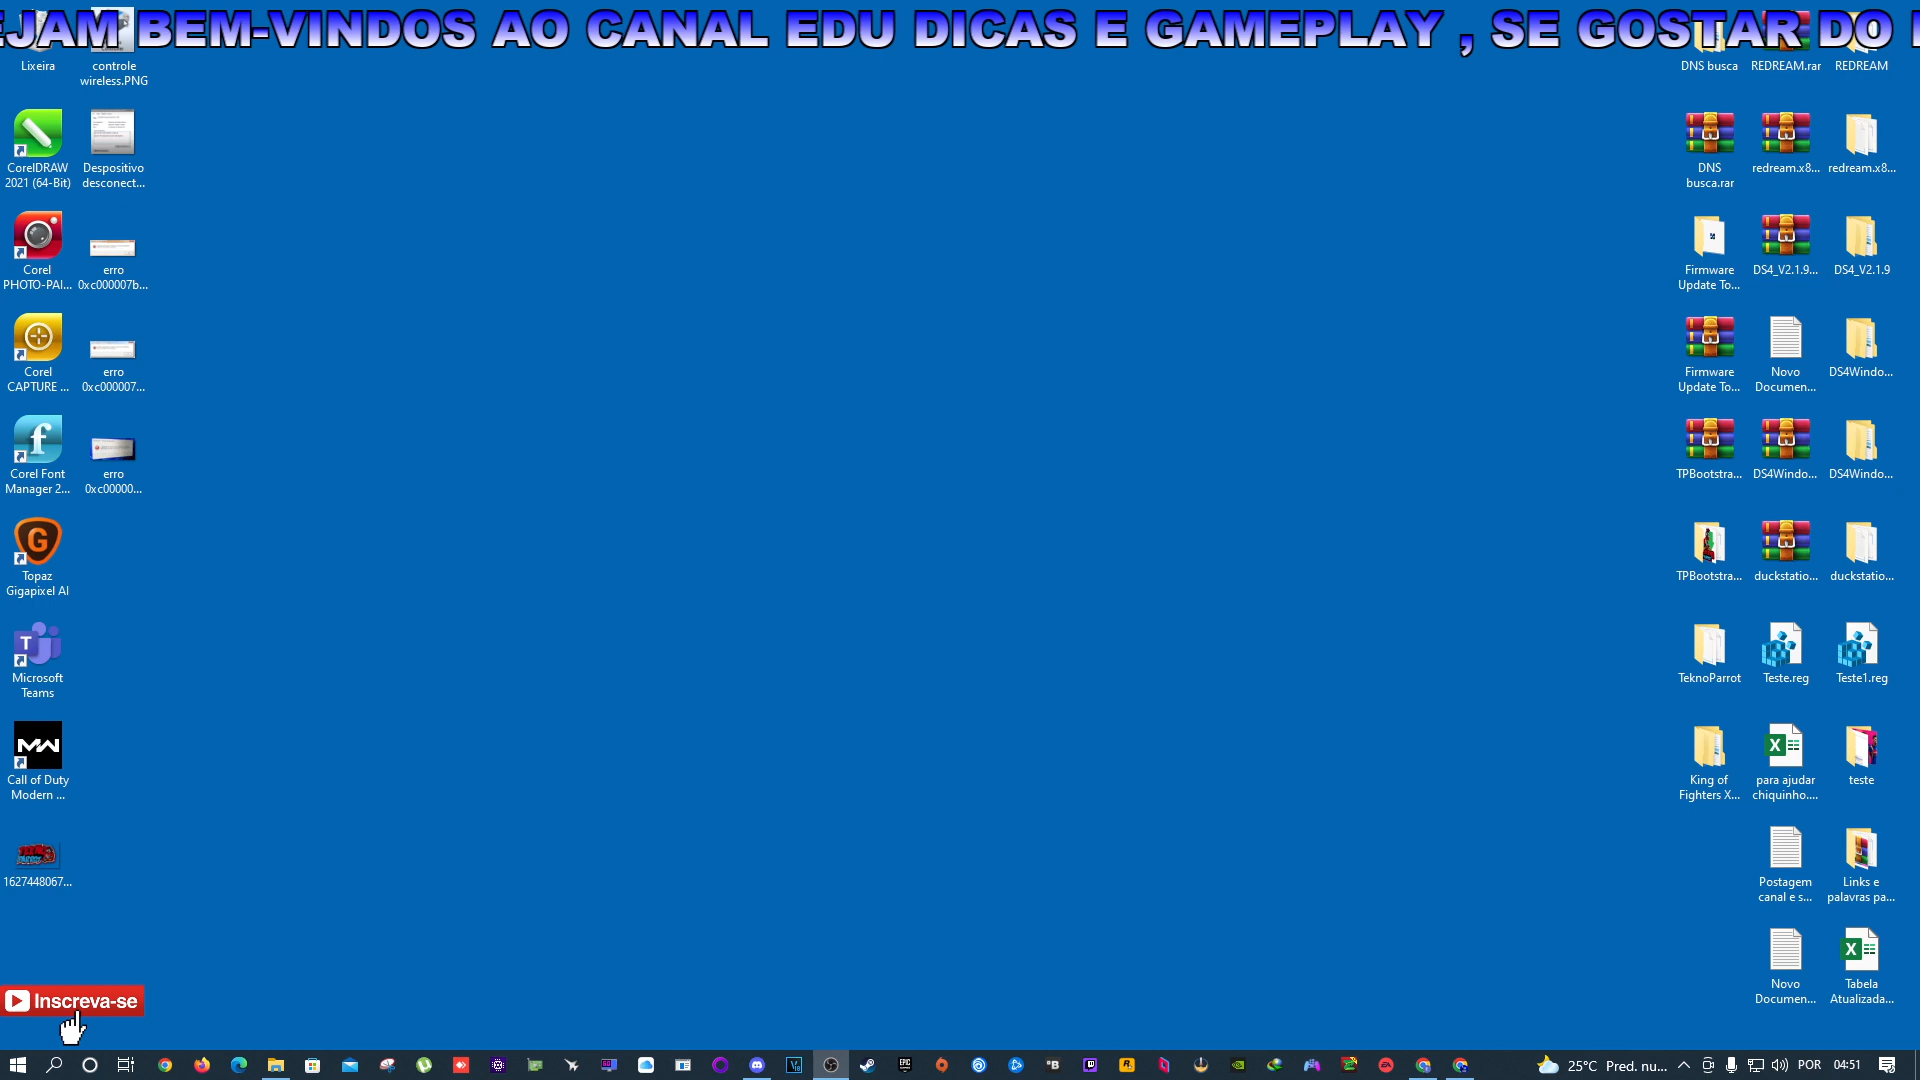 EJAM BEM-VINDOS AO CANAL EDU DICAS E GAMEPLAY , SE GOSTAR DO
Lixeira
controle
wireless.PNG
CorelDRAW
2021 (64-Bit)
Despositivo
desconect...
Corel
PHOTO-PAI...
erro
0xc000007b...
Corel
CAPTURE ...
erro
0xc000007...
Corel Font
Manager 2...
erro
0xc00000...
Topaz
Gigapixel AI
Microsoft
Teams
Call of Duty
Modern ...
1627448067...
Inscreva-se
DNS busca
REDREAM.rar
REDREAM
DNS
busca.rar
redream.x8...
redream.x8...
Firmware
Update To...
DS4_V2.1.9...
DS4_V2.1.9
Firmware
Update To...
Novo
Documen...
DS4Windo...
TPBootstra...
DS4Windo...
DS4Windo...
TPBootstra...
duckstatio...
duckstatio...
TeknoParrot
Teste.reg
Teste1.reg
King of
Fighters X...
para ajudar
chiquinho....
teste
Postagem
canal e s...
Links e
palavras pa...
Novo
Documen...
Tabela
Atualizada...
25°C Pred. nu...
POR
04:51